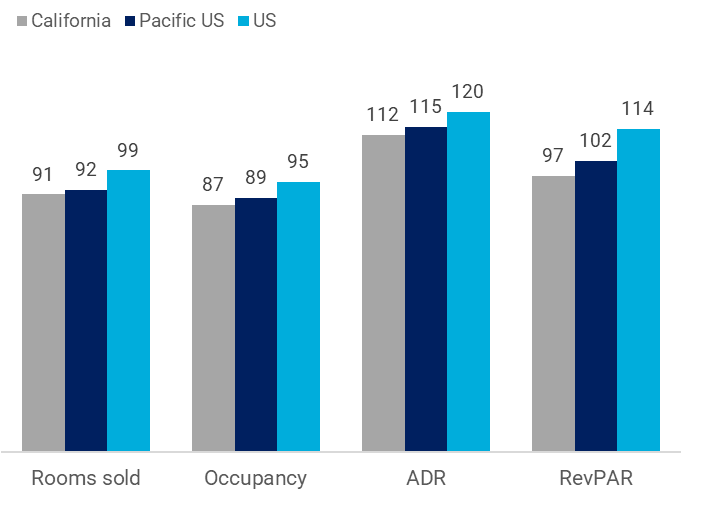 California Pacific US US
91 92 99
87 89 95
112 115 120
97 102 114
Rooms sold Occupancy ADR RevPAR